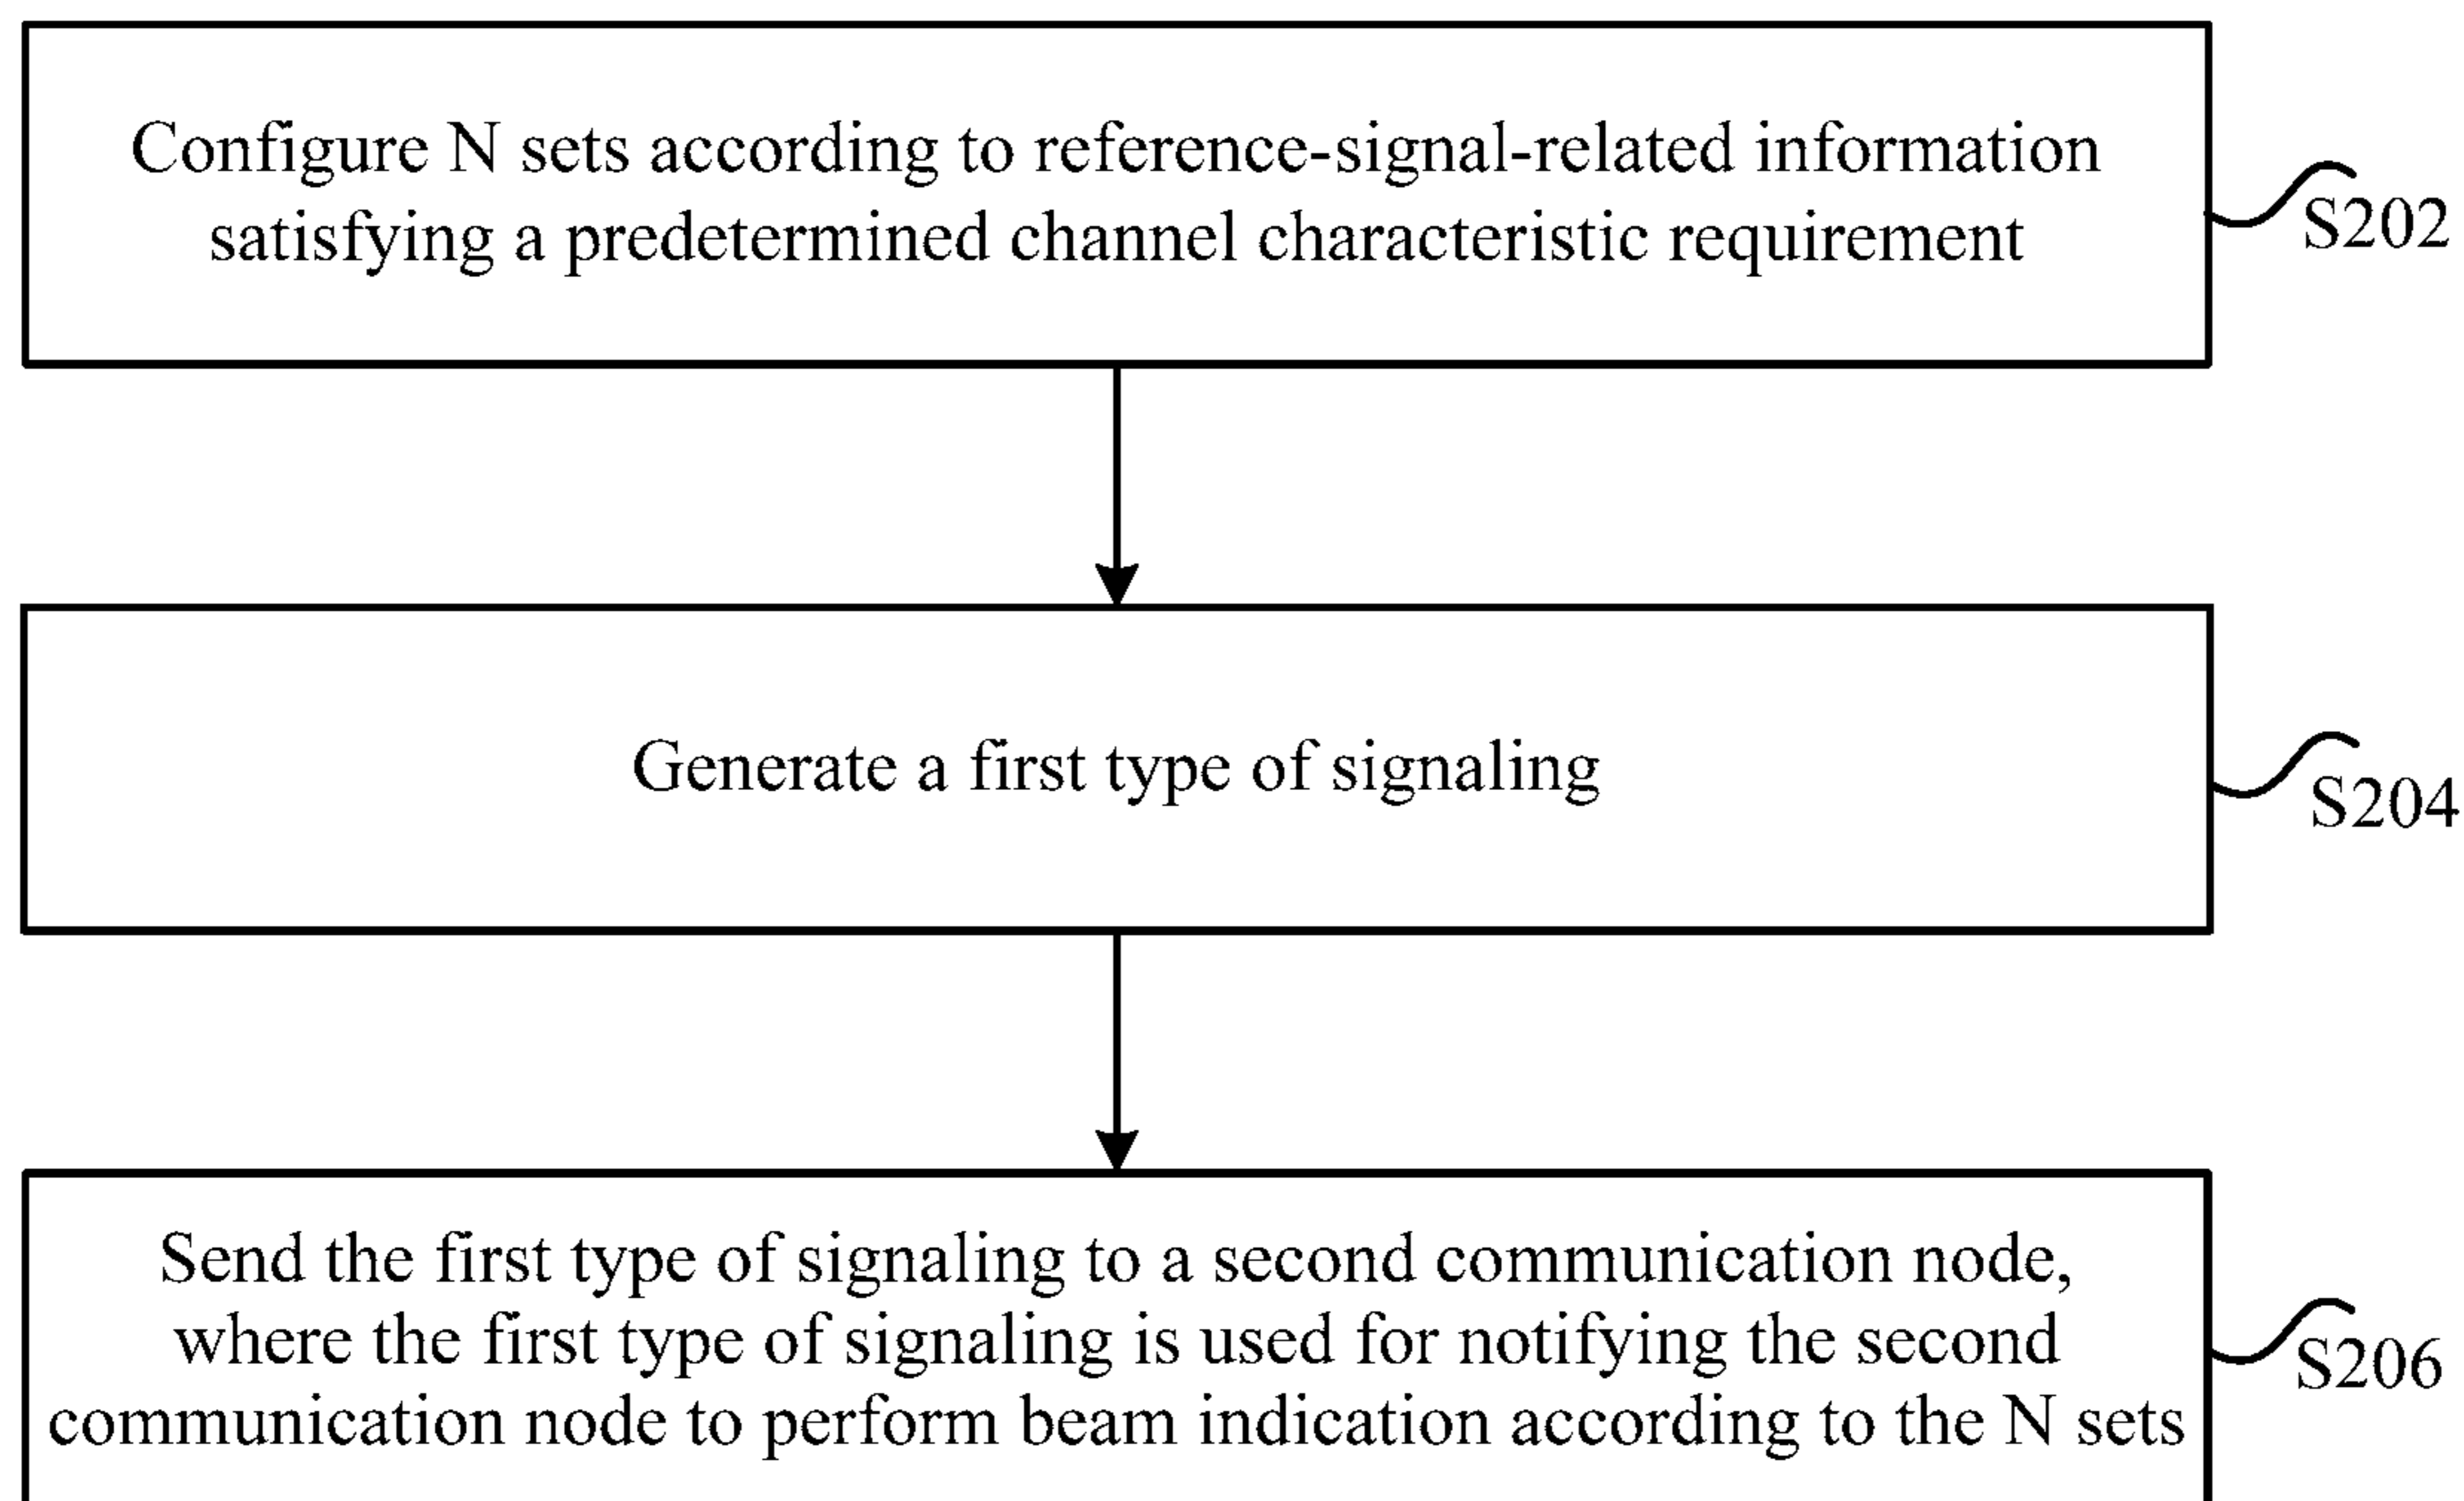 Configure N sets according to reference-signal-related information
satisfying a predetermined channel characteristic requirement
S202
Generate a first type of signaling
S204
Send the first type of signaling to a second communication node,
where the first type of signaling is used for notifying the second
communication node to perform beam indication according to the N sets
S206